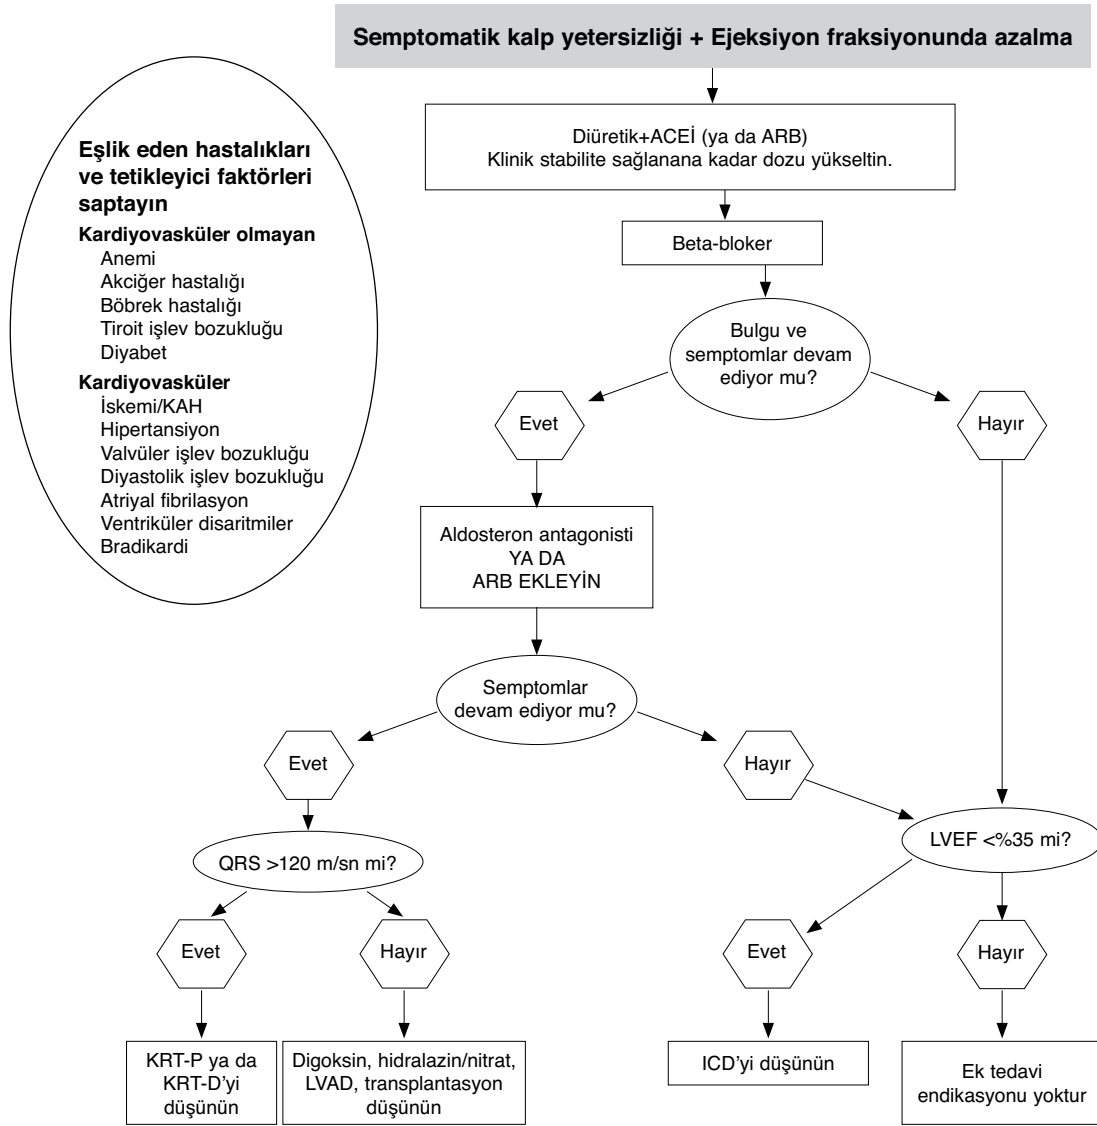 Semptomatik kalp yetersizliği + Ejeksiyon fraksiyonunda azalma
Eşlik eden hastalıkları
ve tetikleyici faktörleri
saptayın
Kardiyovasküler olmayan
Anemi
Akciğer hastalığı
Böbrek hastalığı
Tiroit işlev bozukluğu
Diyabet
Kardiyovasküler
İskemi/KAH
Hipertansiyon
Valvüler işlev bozukluğu
Diyastolik işlev bozukluğu
Atriyal fibrilasyon
Ventriküler disaritmiler
Bradikardi
Diüretik+ACEİ (ya da ARB)
Klinik stabilite sağlanana kadar dozu yükseltin.
Beta-bloker
Bulgu ve
semptomlar devam
ediyor mu?
Evet
Hayır
Aldosteron antagonisti
YA DA
ARB EKLEYİN
Semptomlar
devam ediyor mu?
Evet
Hayır
QRS >120 m/sn mi?
LVEF <%35 mi?
Evet
Hayır
Evet
Hayır
KRT-P ya da
KRT-D'yi
düşünün
Digoksin, hidralazin/nitrat,
LVAD, transplantasyon
düşünün
ICD'yi düşünün
Ek tedavi
endikasyonu yoktur